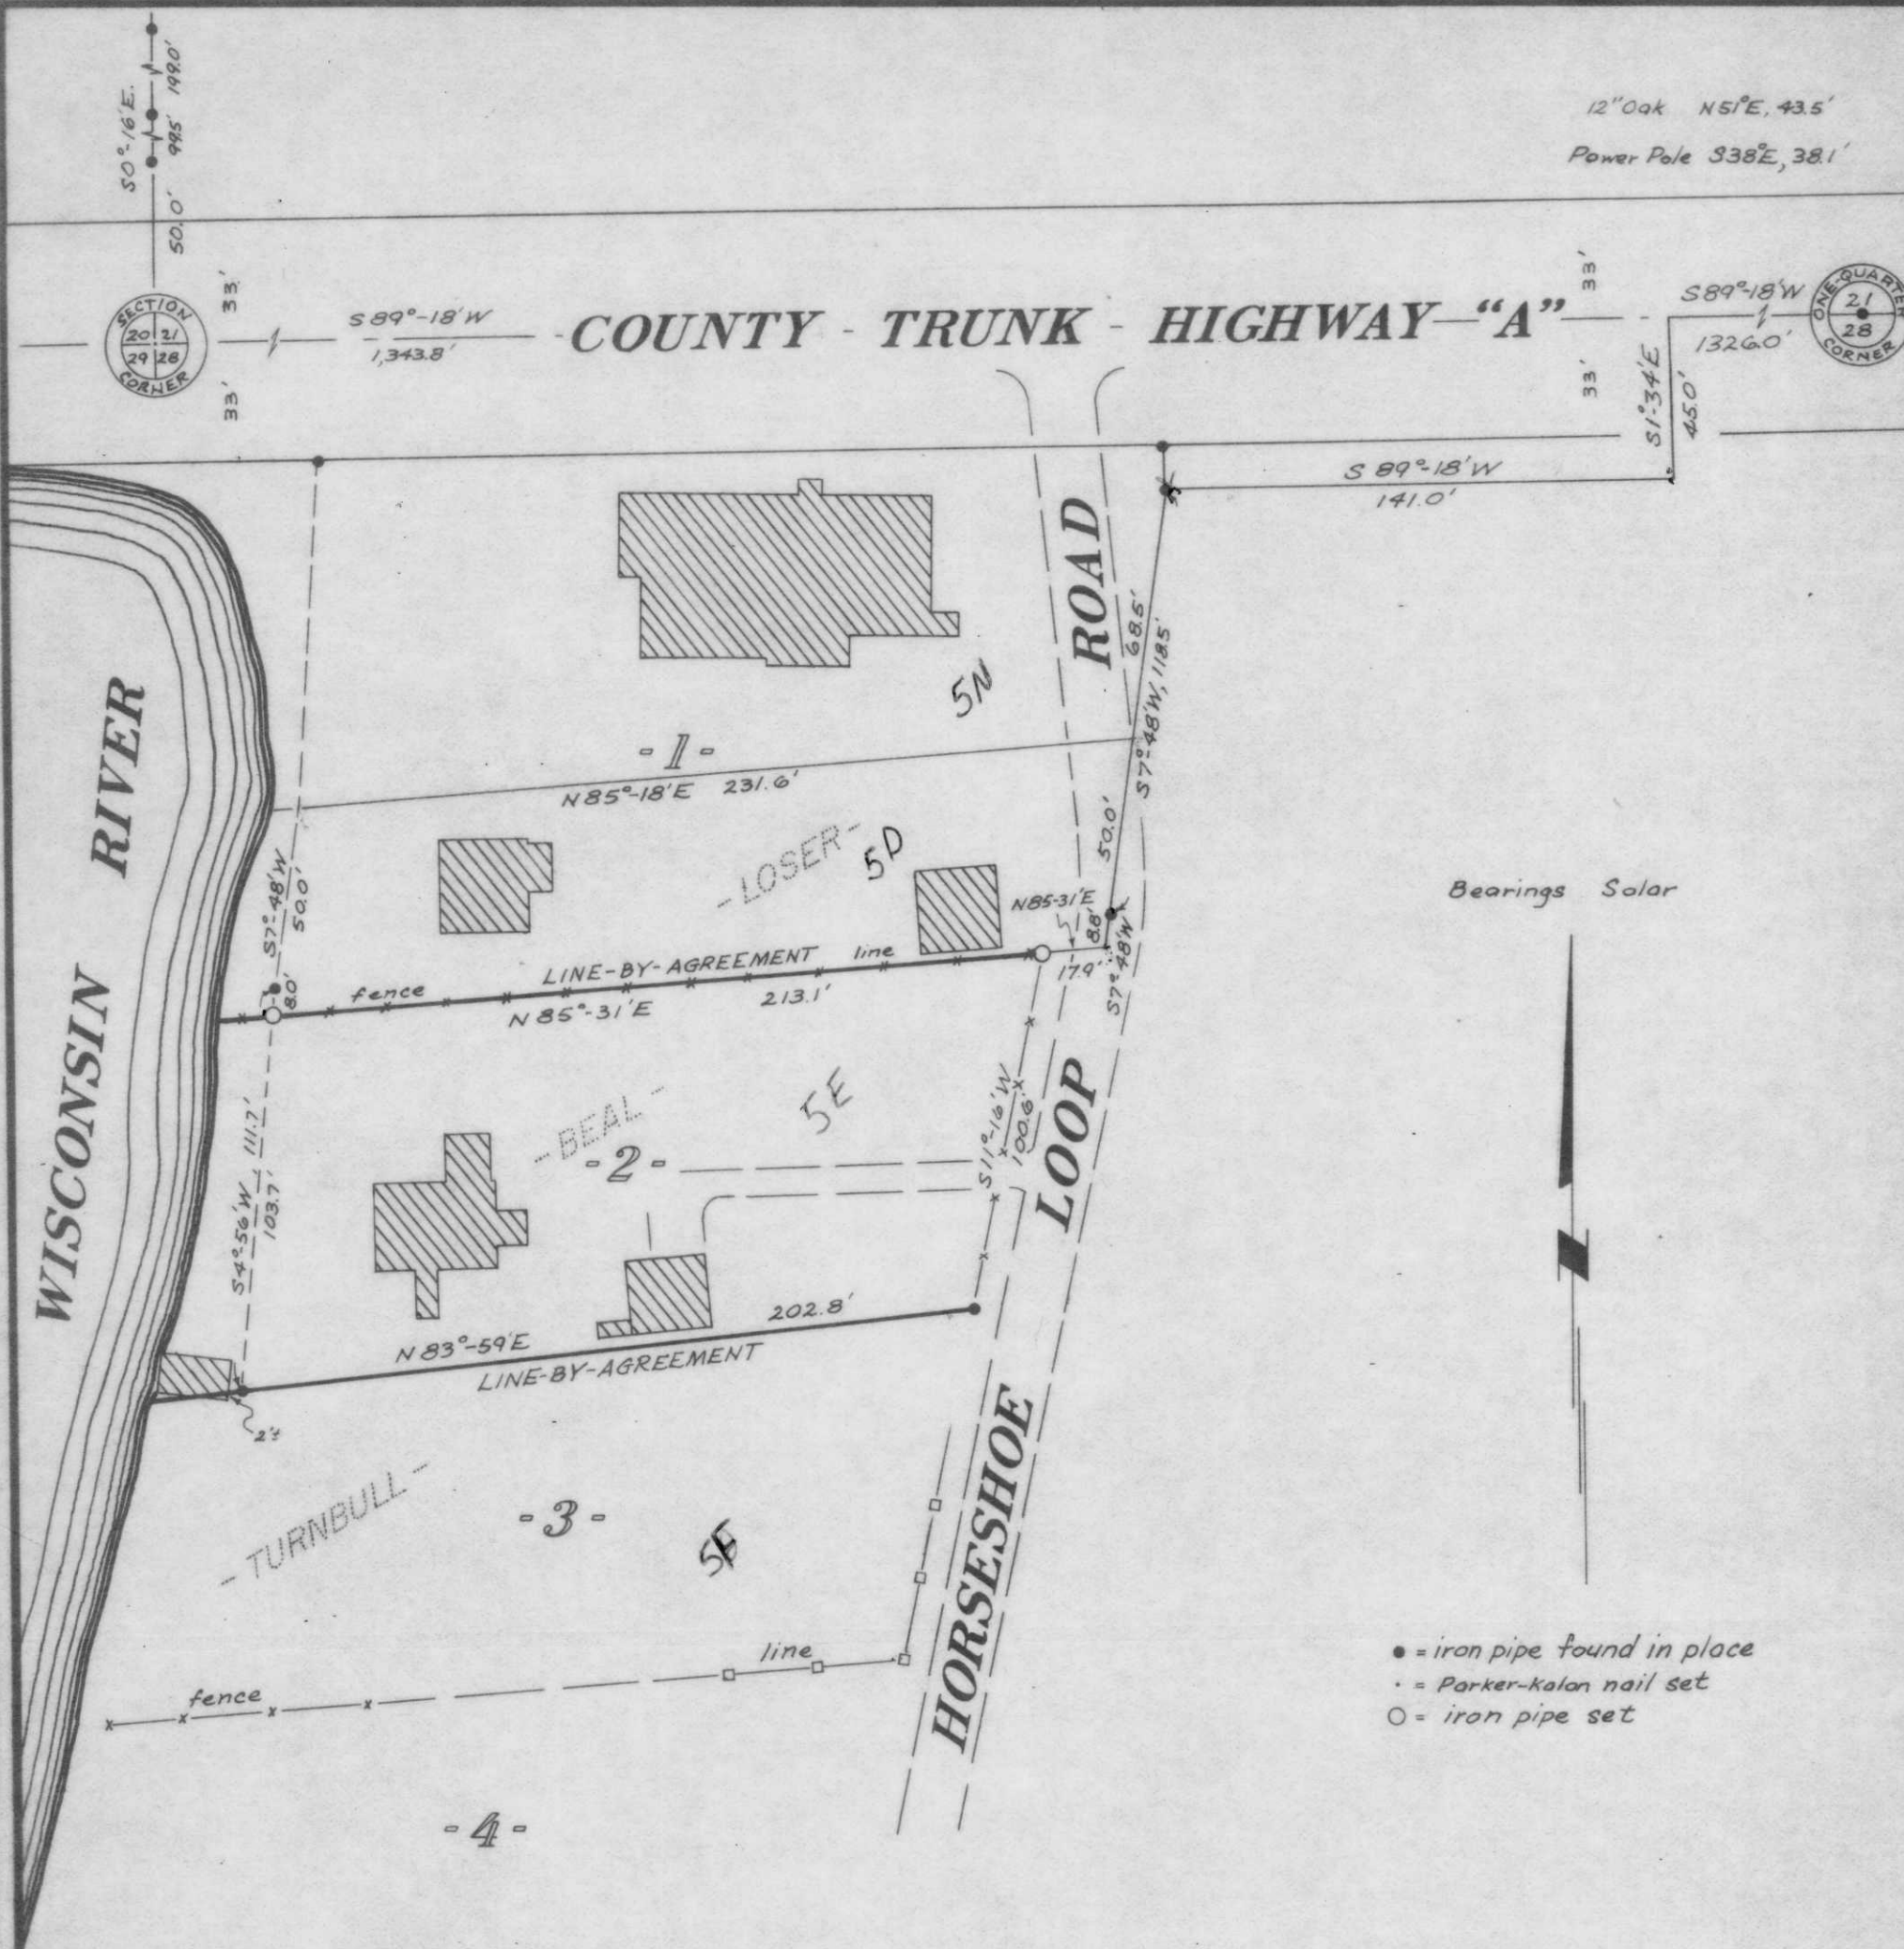 S0°-16'E.
199.0'
99.5'
50.0'
12" Oak N51°E, 43.5'
Power Pole S38°E, 38.1'
SECTION
20 21
29 28
CORNER
33'
33'
S89°-18'W
1,343.8'
COUNTY - TRUNK - HIGHWAY - "A"
33'
33'
S89°-18'W
1326.0'
ONE-QUARTER
21
28
CORNER
S1°-34'E
45.0'
S 89°-18'W
141.0'
ROAD
68.5'
S7°-48'W, 118.5'
5N
-1-
N85°-18'E 231.6'
RIVER
WISCONSIN
S7°-48'W
50.0'
-LOSER-
5D
50.0'
N85-31'E
8.8'
17.9'
S7°-48'W
8.0'
fence
LINE-BY-AGREEMENT line
N85°-31'E 213.1'
Bearings Solar
N
S11°-16'W
100.6'
LOOP
-BEAL-
5E
-2-
S4°-56'W 111.7'
103.7'
N83°-59'E 202.8'
LINE-BY-AGREEMENT
2'±
-TURNBULL-
-3-
HORSESHOE
fence line
-4-
● = iron pipe found in place
· = Parker-Kalon nail set
○ = iron pipe set